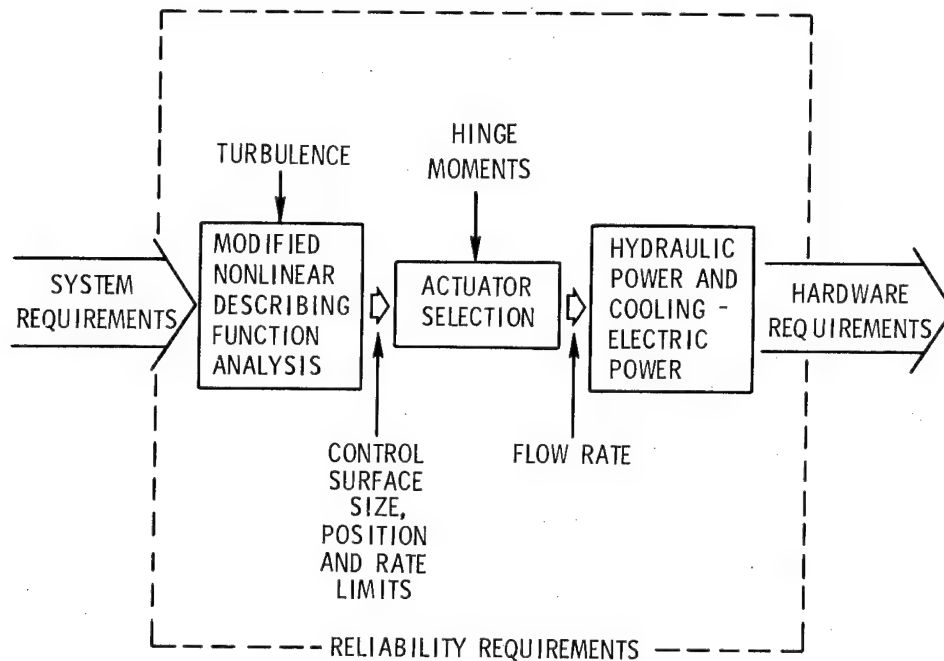 TURBULENCE
HINGE
MOMENTS
SYSTEM
REQUIREMENTS
MODIFIED
NONLINEAR
DESCRIBING
FUNCTION
ANALYSIS
ACTUATOR
SELECTION
HYDRAULIC
POWER AND
COOLING -
ELECTRIC
POWER
HARDWARE
REQUIREMENTS
CONTROL
SURFACE
SIZE,
POSITION
AND RATE
LIMITS
FLOW RATE
RELIABILITY REQUIREMENTS